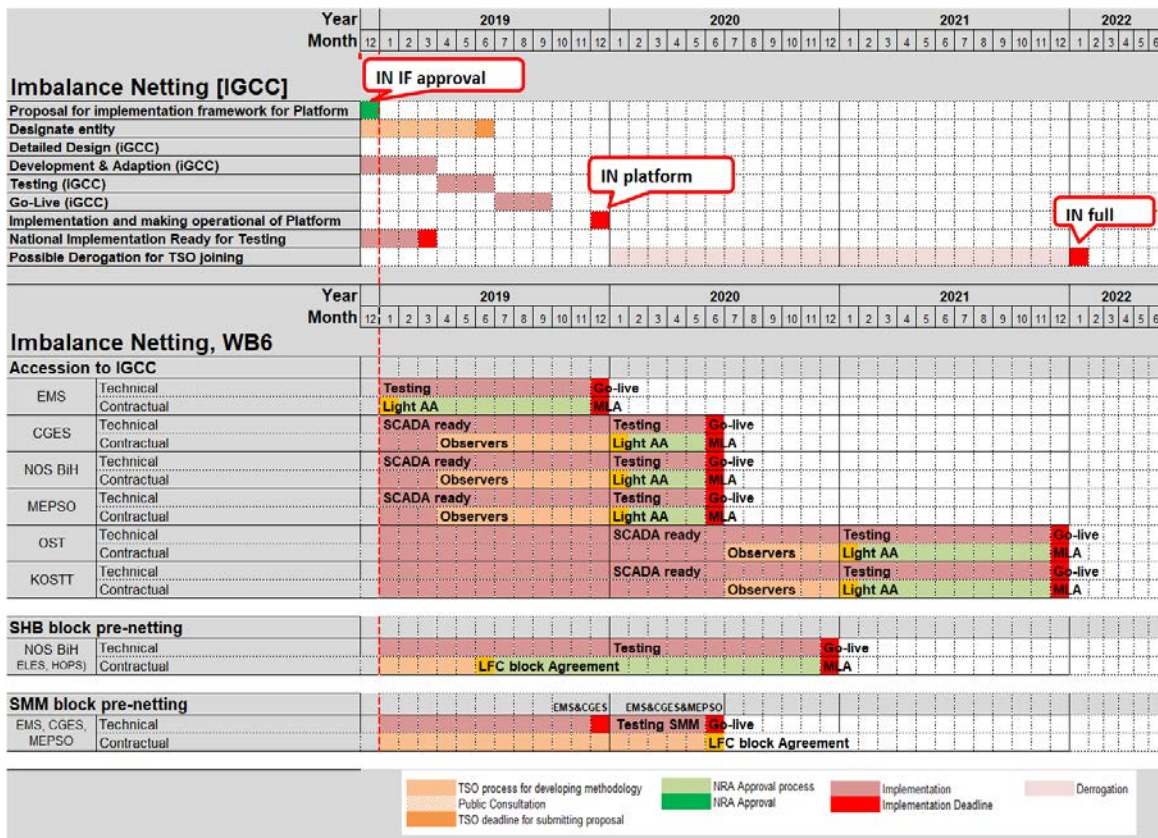 Year 2019 2020 2021 2022
Month 12 1 2 3 4 5 6 7 8 9 10 11 12 1 2 3 4 5 6 7 8 9 10 11 12 1 2 3 4 5 6 7 8 9 10 11 12 1 2 3 4 5 6
IN IF approval
Imbalance Netting [IGCC]
Proposal for implementation framework for Platform
Designate entity
Detailed Design (iGCC)
Development & Adaption (iGCC)
IN platform
Testing (iGCC)
Go-Live (iGCC)
IN full
Implementation and making operational of Platform
National Implementation Ready for Testing
Possible Derogation for TSO joining
Year 2019 2020 2021 2022
Month 12 1 2 3 4 5 6 7 8 9 10 11 12 1 2 3 4 5 6 7 8 9 10 11 12 1 2 3 4 5 6 7 8 9 10 11 12 1 2 3 4 5 6
Imbalance Netting, WB6
Accession to IGCC
EMS Technical Testing Go-live
Contractual Light AA MLA
CGES Technical SCADA ready Testing Go-live
Contractual Observers Light AA MLA
NOS BiH Technical SCADA ready Testing Go-live
Contractual Observers Light AA MLA
MEPSO Technical SCADA ready Testing Go-live
Contractual Observers Light AA MLA
OST Technical SCADA ready Testing Go-live
Contractual Observers Light AA MLA
KOSTT Technical SCADA ready Testing Go-live
Contractual Observers Light AA MLA
SHB block pre-netting
NOS BiH Technical Testing Go-live
ELES, HOPS) Contractual LFC block Agreement MLA
SMM block pre-netting EMS&CGES EMS&CGES&MEPSO
EMS, CGES, Technical Testing SMM Go-live
MEPSO Contractual LFC block Agreement
TSO process for developing methodology NRA Approval process Implementation Derrogation
Public Consultation NRA Approval Implementation Deadline
TSO deadline for submitting proposal